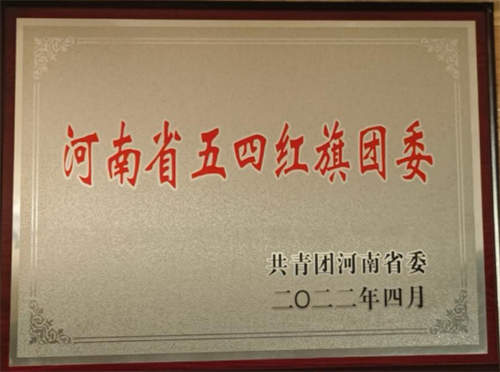 河南省五四红旗团委
共青团河南省委
二〇二二年四月